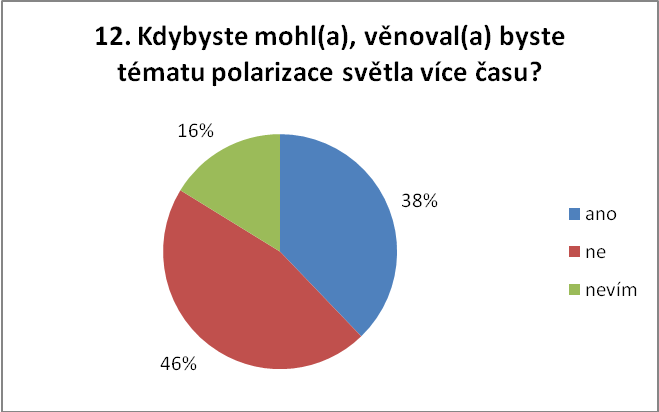 12. Kdybyste mohl(a), věnoval(a) byste
tématu polarizace světla více času?
16%
38%
46%
ano
ne
nevím